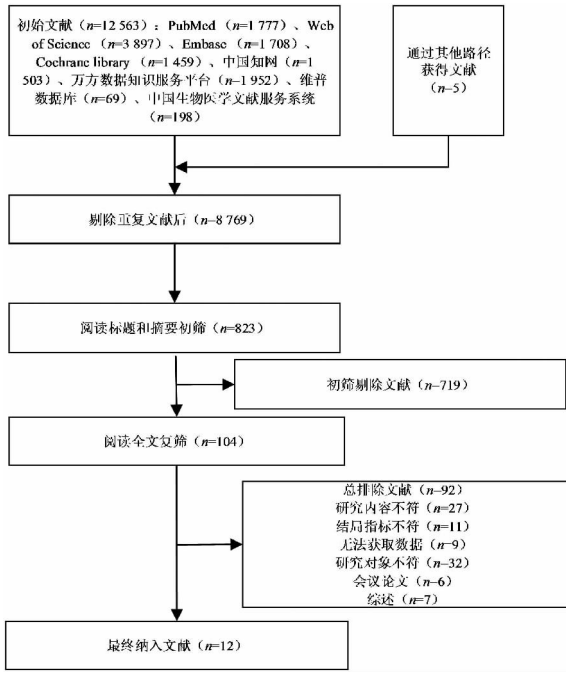 初始文献（n=12 563）：PubMed（n=1 777）、Web
of Science（n=3 897）、Embase（n=1 708）、
Cochrane library（n=1 459）、中国知网（n=1
503）、万方数据知识服务平台（n=1 952）、维普
数据库（n=69）、中国生物医学文献服务系统
（n=198）
通过其他路径
获得文献
（n=5）
剔除重复文献后（n=8 769）
阅读标题和摘要初筛（n=823）
初筛剔除文献（n=719）
阅读全文复筛（n=104）
总排除文献（n=92）
研究内容不符（n=27）
结局指标不符（n=11）
无法获取数据（n=9）
研究对象不符（n=32）
会议论文（n=6）
综述（n=7）
最终纳入文献（n=12）